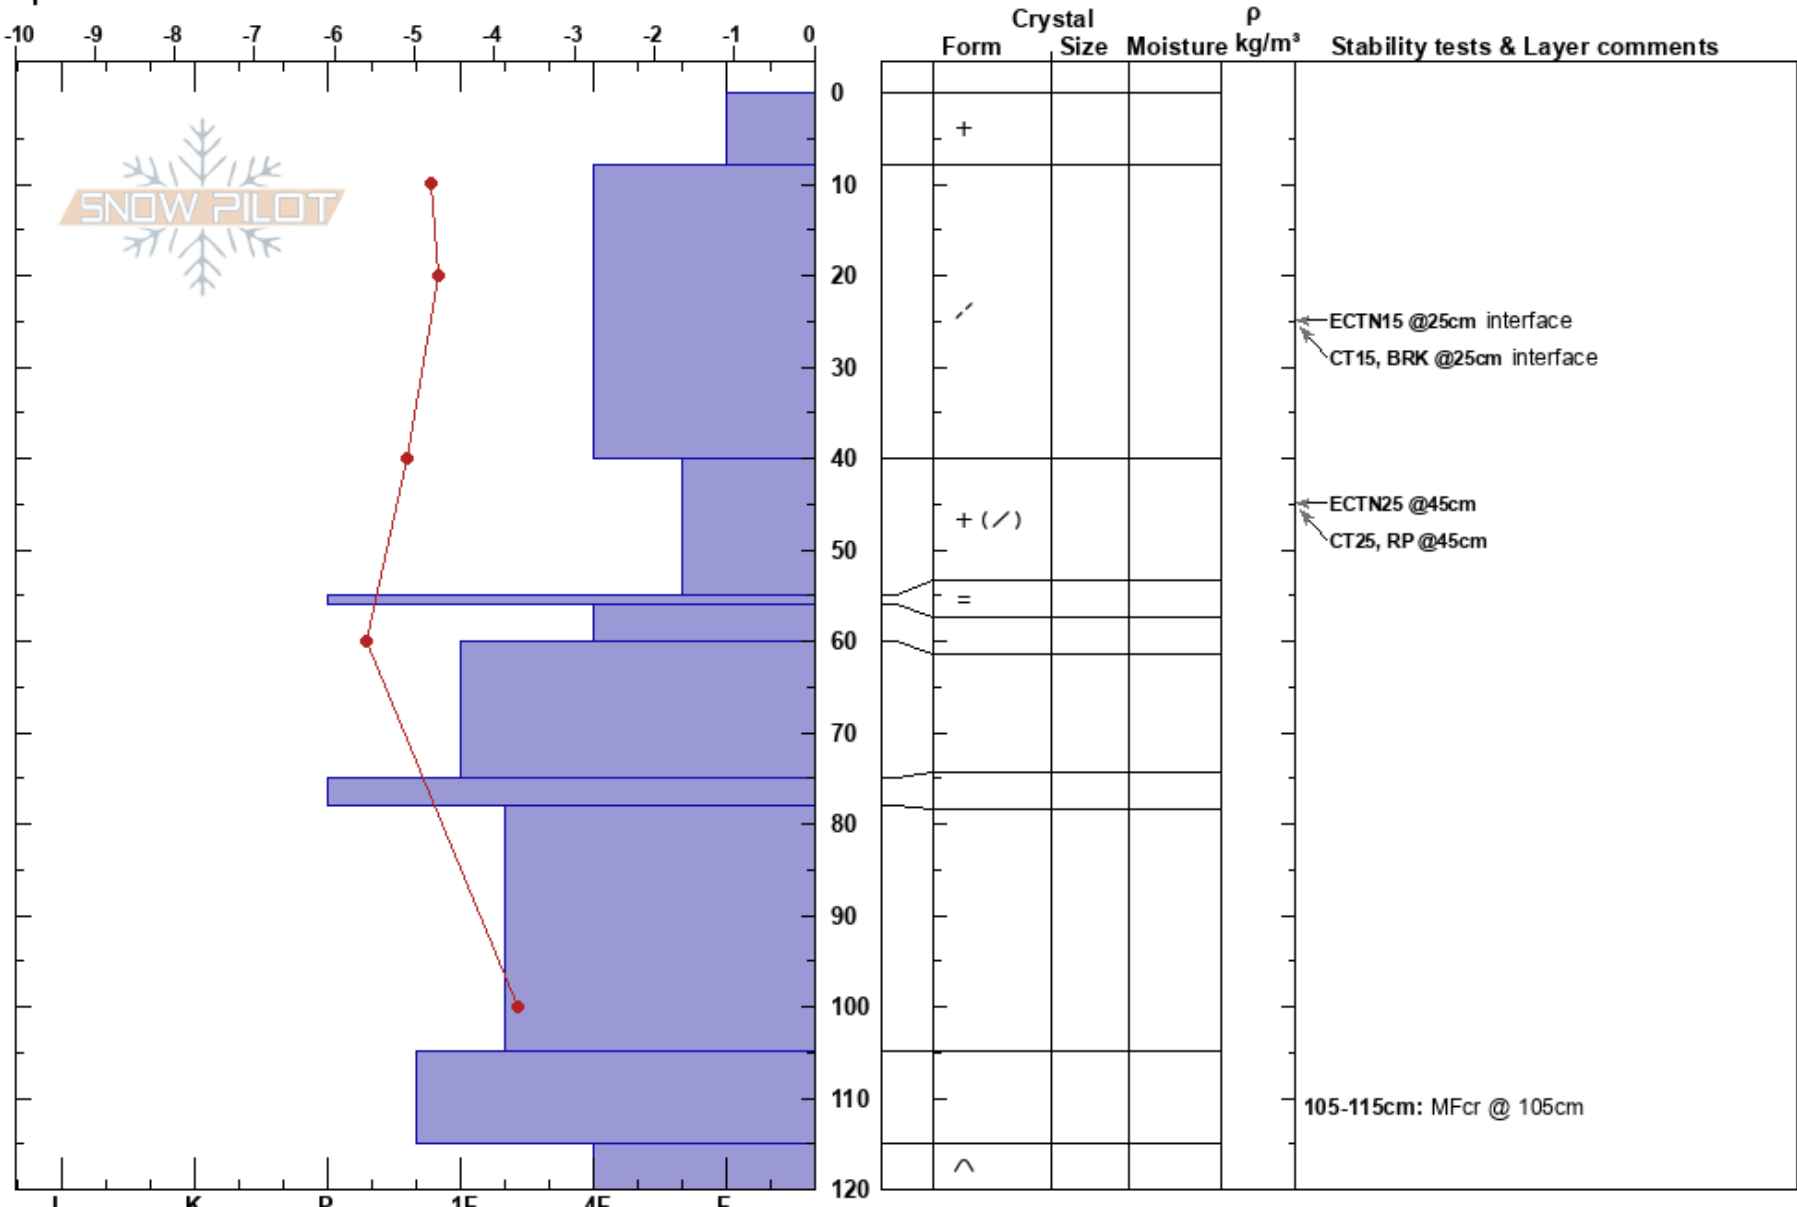 Crystal ρ
-10 -9 -8 -7 -6 -5 -4 -3 -2 -1 0 Form Size Moisture kg/m³ Stability tests & Layer comments
0
+
SNOW PILOT
10
20
ECTN15 @25cm interface
CT15, BRK @25cm interface
30
40
ECTN25 @45cm
+ (/)
CT25, RP @45cm
50
=
60
70
80
90
100
110
105-115cm: MFcr @ 105cm
120
K P 1F 4F F